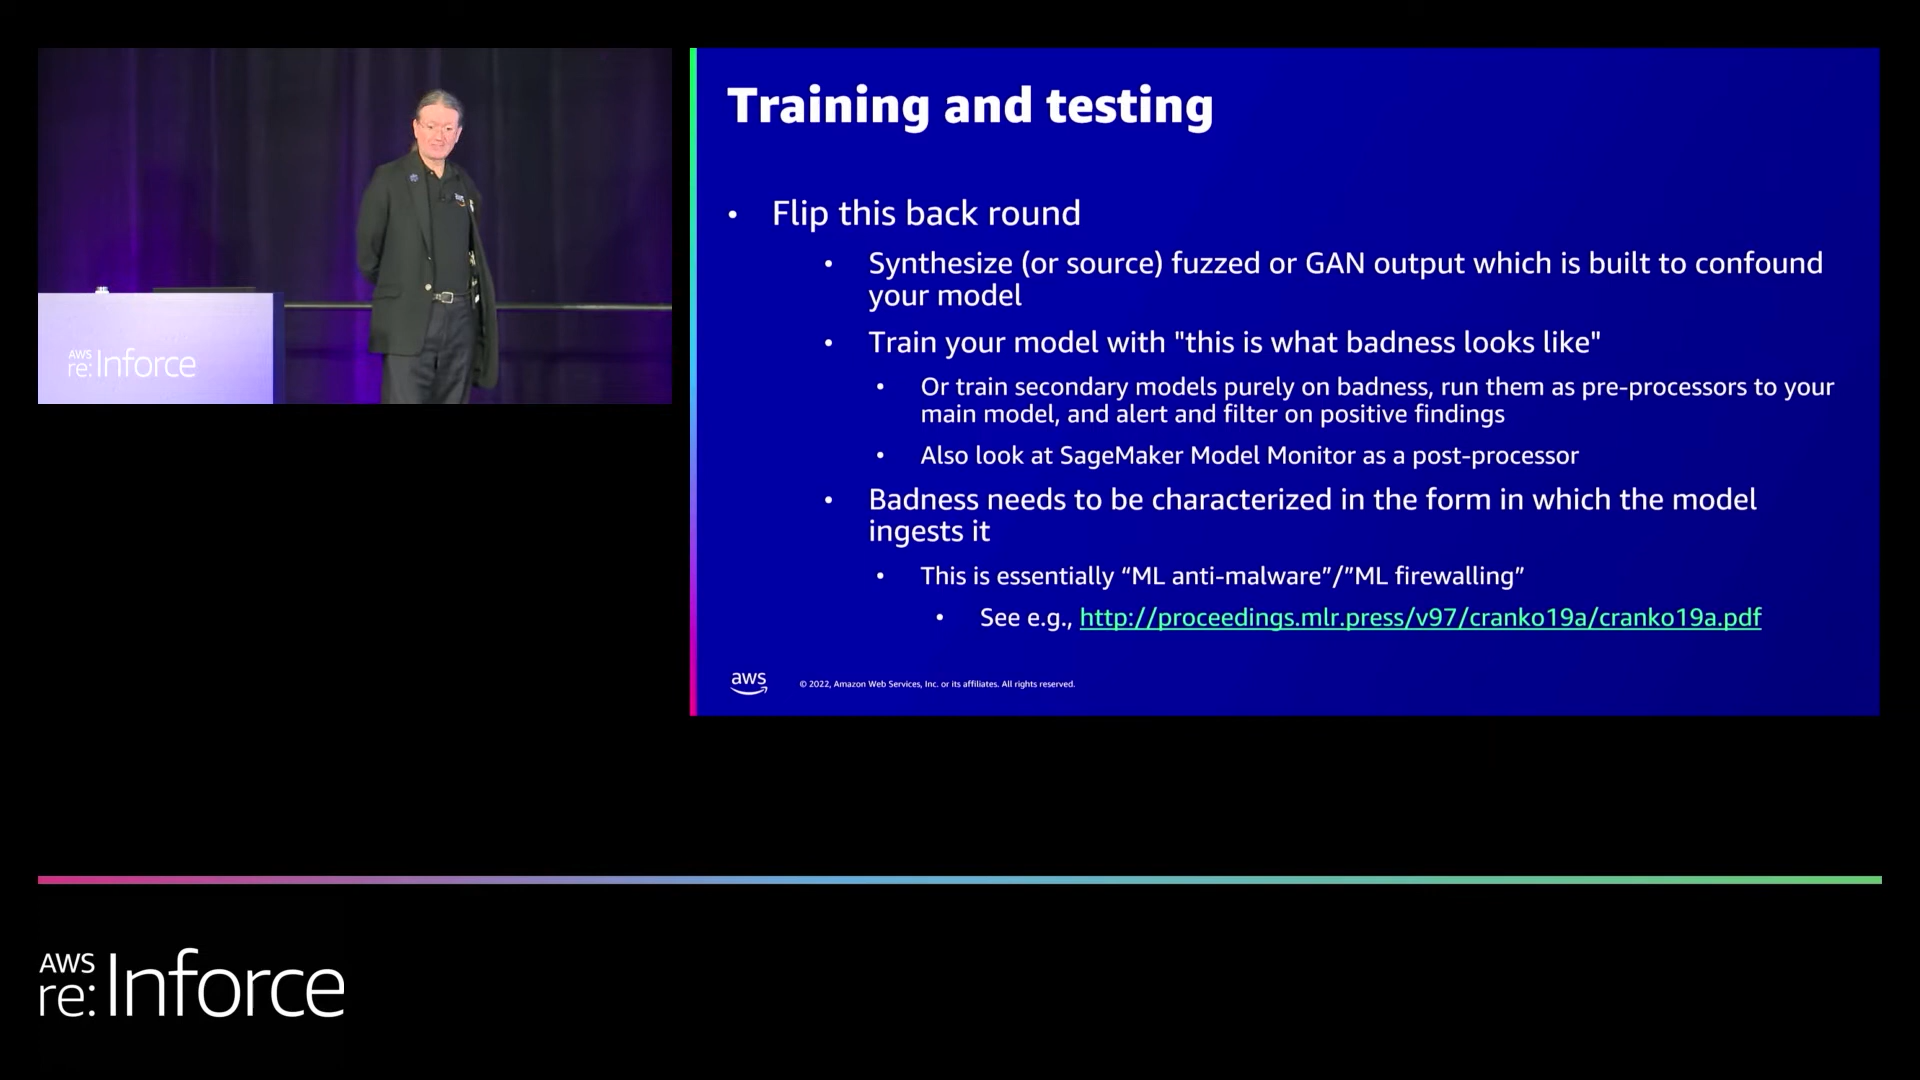 AWS
re:Inforce
Training and testing
• Flip this back round
• Synthesize (or source) fuzzed or GAN output which is built to confound
your model
• Train your model with "this is what badness looks like"
• Or train secondary models purely on badness, run them as pre-processors to your
main model, and alert and filter on positive findings
• Also look at SageMaker Model Monitor as a post-processor
• Badness needs to be characterized in the form in which the model
ingests it
• This is essentially “ML anti-malware”/”ML firewalling”
• See e.g., http://proceedings.mlr.press/v97/cranko19a/cranko19a.pdf
aws
© 2022, Amazon Web Services, Inc. or its affiliates. All rights reserved.
AWS
re:Inforce